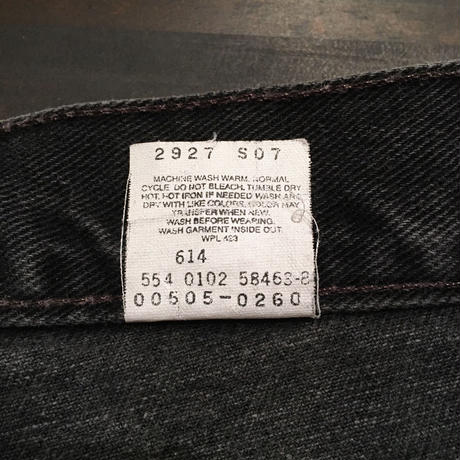 2927 S07
MACHINE WASH WARM. NORMAL
CYCLE. DO NOT BLEACH. TUMBLE DRY
HOT. HOT IRON IF NEEDED WASH AND
DRY WITH LIKE COLORS. COLOR MAY
TRANSFER WHEN NEW.
WASH BEFORE WEARING.
WASH GARMENT INSIDE OUT.
WPL 423
614
554 0102 58463-8
00505-0260